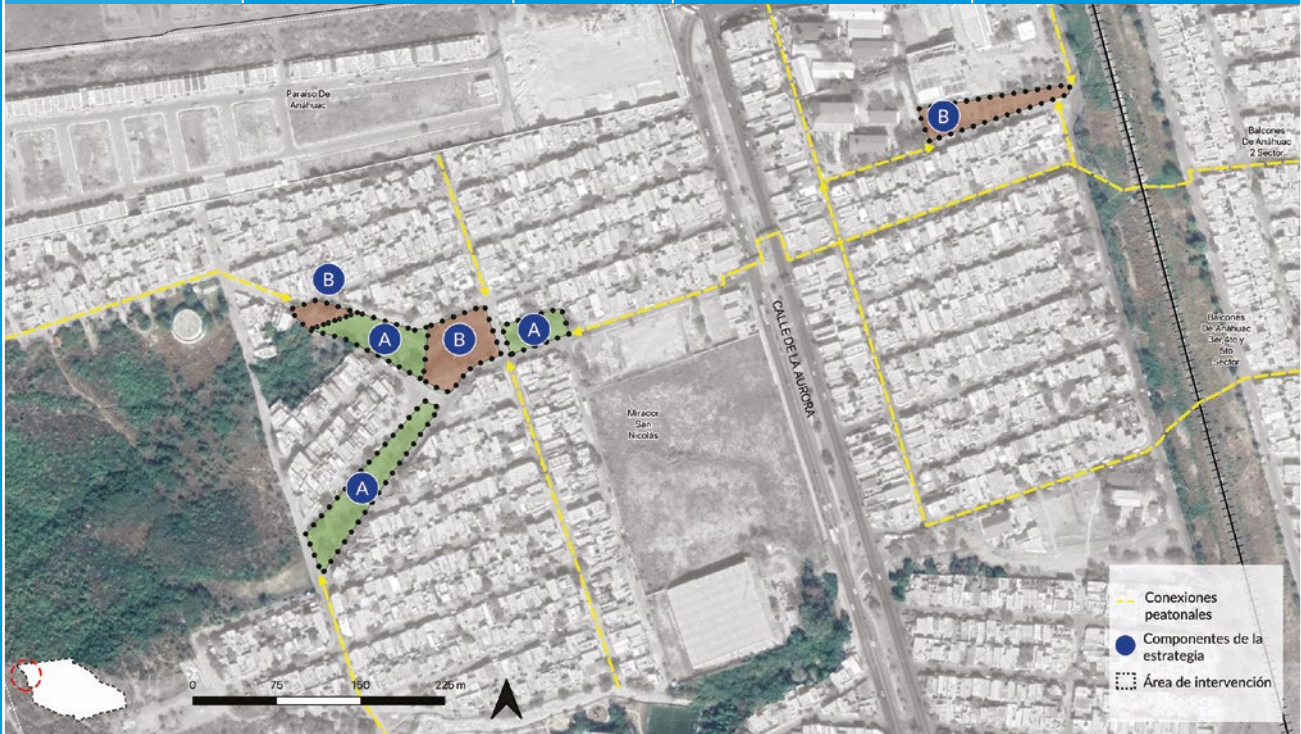 Paraíso De
Anáhuac
B
Balcones
De Anáhuac
2 Sector
B
A
B
A
CALLE DE LA AURORA
Balcones
De Anáhuac
3er, 4to y
5to
Sector
Mirador
San
Nicolás
A
Conexiones
peatonales
Componentes de la
estrategia
Área de intervención
0 75 150 225 m